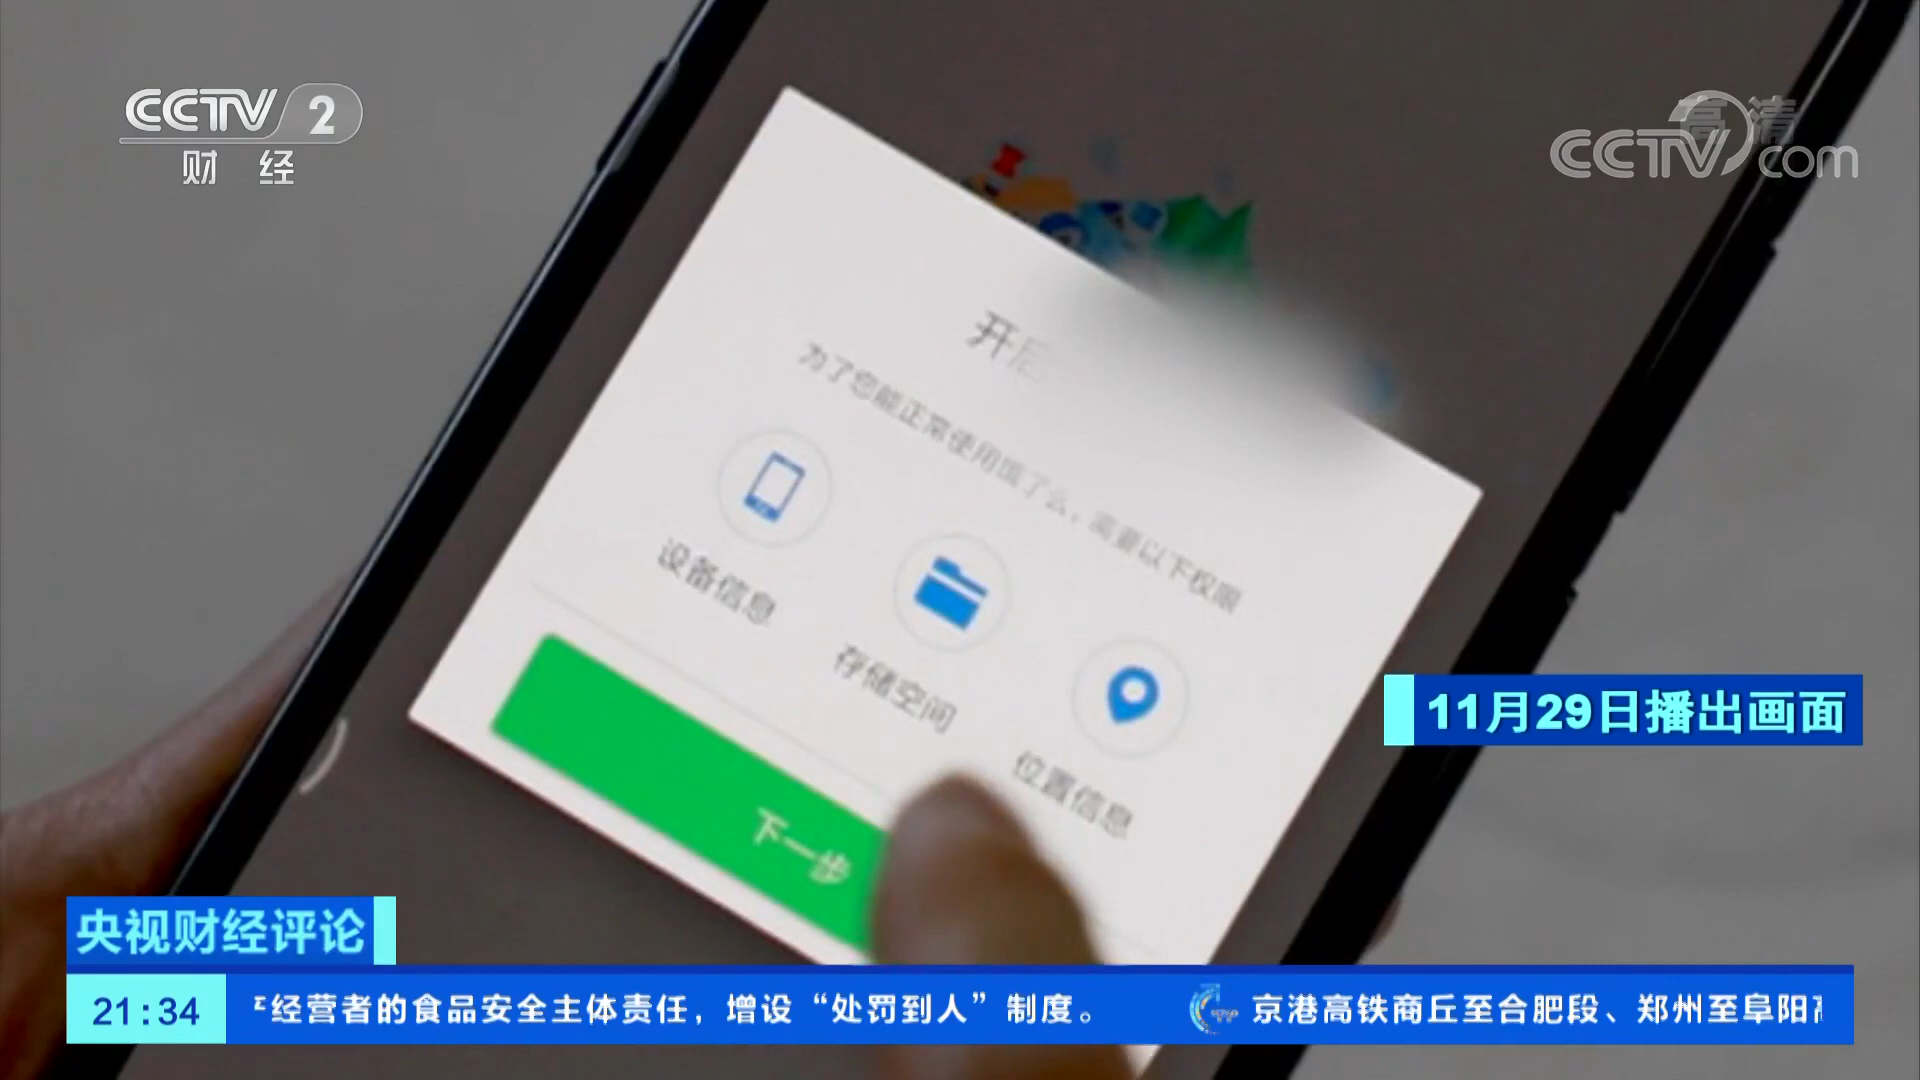 CCTV 2
财 经
高清
CCTV com
开启
为了您能正常使用饿了么，需要以下权限
设备信息
存储空间
位置信息
下一步
11月29日播出画面
央视财经评论
21:34
经营者的食品安全主体责任，增设“处罚到人”制度。
京港高铁商丘至合肥段、郑州至阜阳